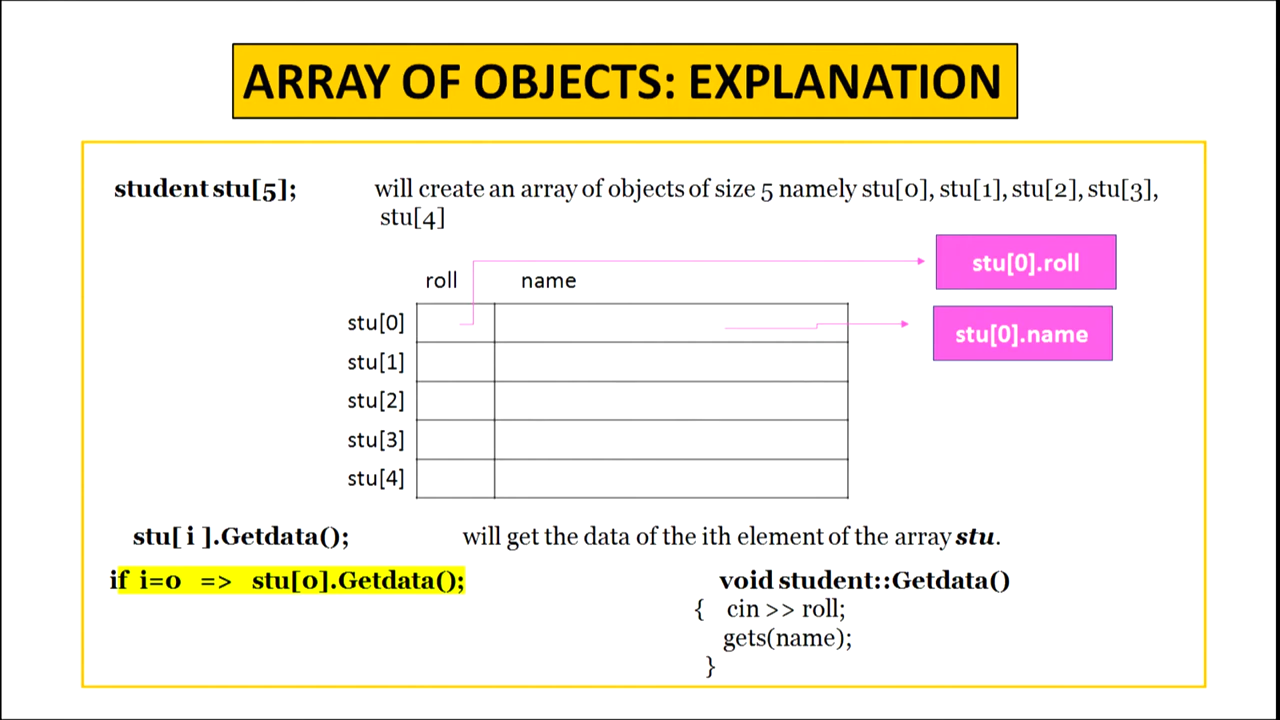 ARRAY OF OBJECTS: EXPLANATION
student stu[5]; will create an array of objects of size 5 namely stu[0], stu[1], stu[2], stu[3],
stu[4]
stu[0].roll
roll name
stu[0] stu[0].name
stu[1]
stu[2]
stu[3]
stu[4]
stu[ i ].Getdata(); will get the data of the ith element of the array stu.
if i=0 => stu[0].Getdata(); void student::Getdata()
{ cin >> roll;
gets(name);
}